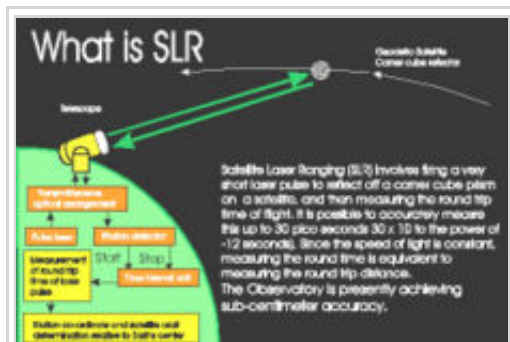 What is SLR
Geodetic Satellite
Corner cube reflector
Telescope
Satellite Laser Ranging (SLR) involves firing a very
short laser pulse to reflect off a corner cube prism
on a satellite, and then measuring the round trip
time of flight. It is possible to accurately means
this up to 30 pico seconds 30 x 10 to the power of
-12 seconds). Since the speed of light is constant,
measuring the round time is equivalent to
measuring the round trip distance.
The Observatory is presently achieving
sub-centimeter accuracy.
Transmit/receive
optical arrangement
Pulse laser
Photon detector
Start
Stop
Time interval unit
Measurement
of round trip
time of laser
pulse
Station co-ordinate and satellite orbit
determination relative to Earth's center